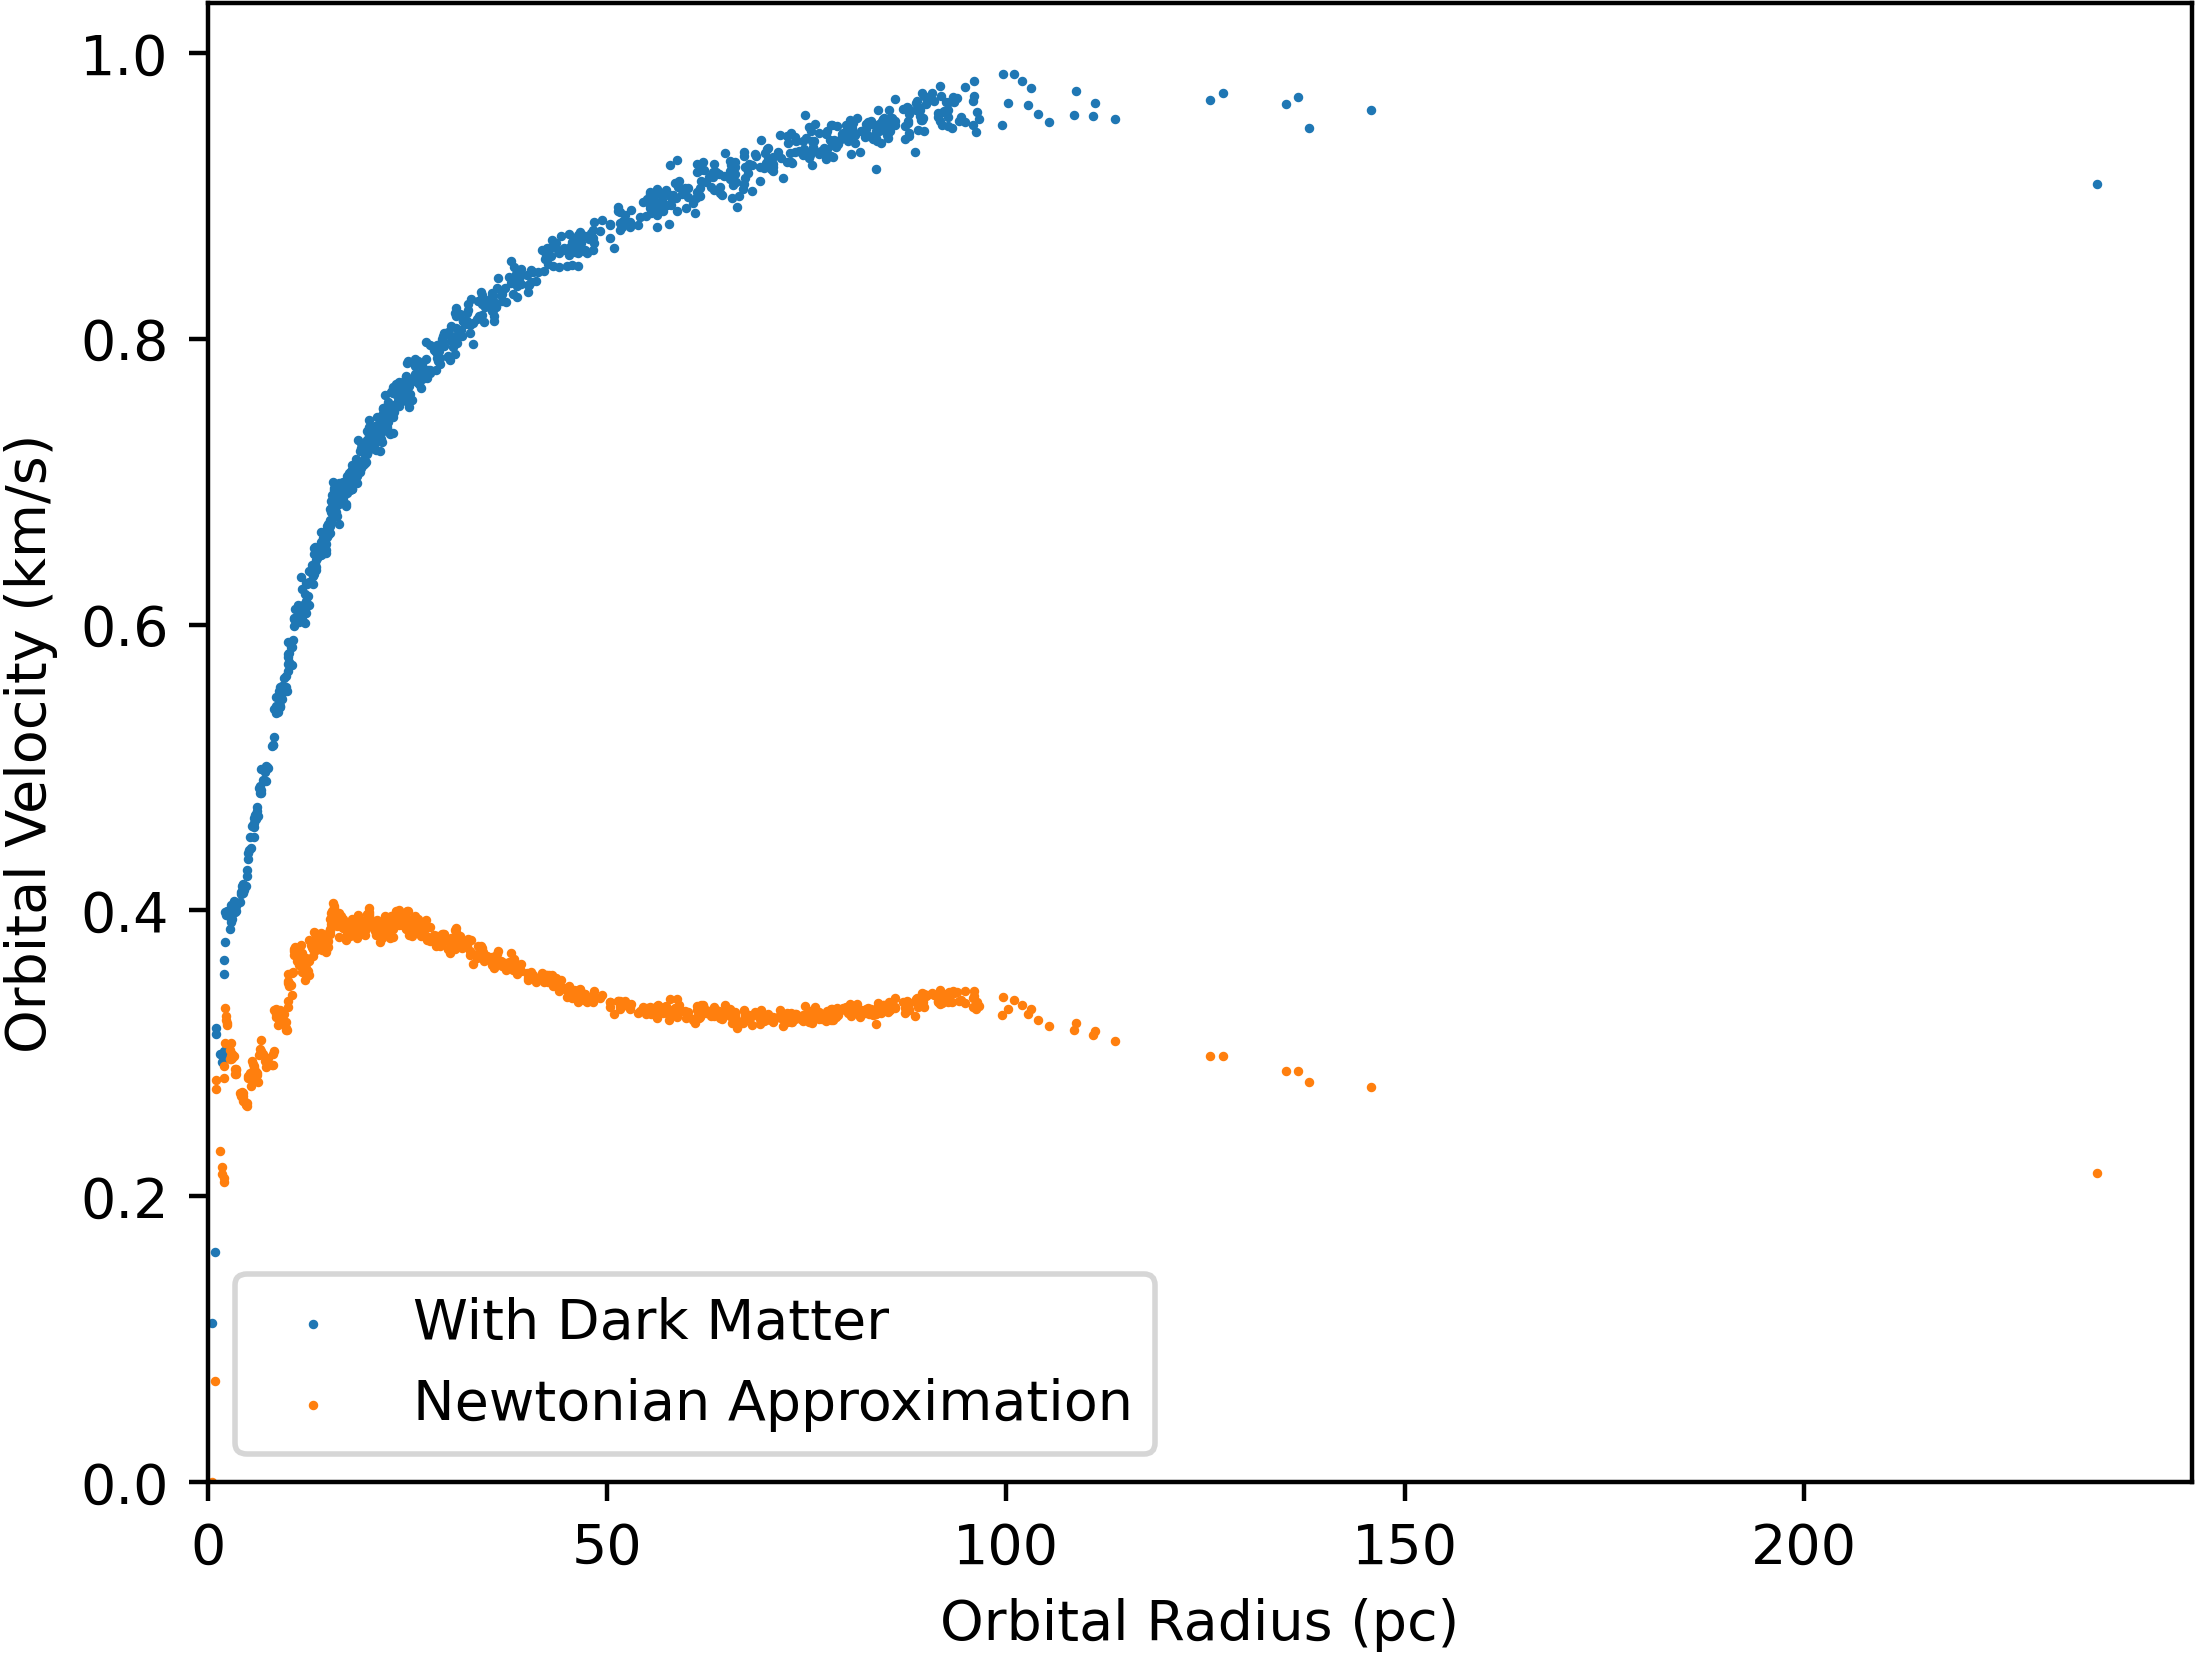 1.0
0.8
0.6
0.4
0.2
0.0
Orbital Velocity (km/s)
With Dark Matter
Newtonian Approximation
0 50 100 150 200
Orbital Radius (pc)